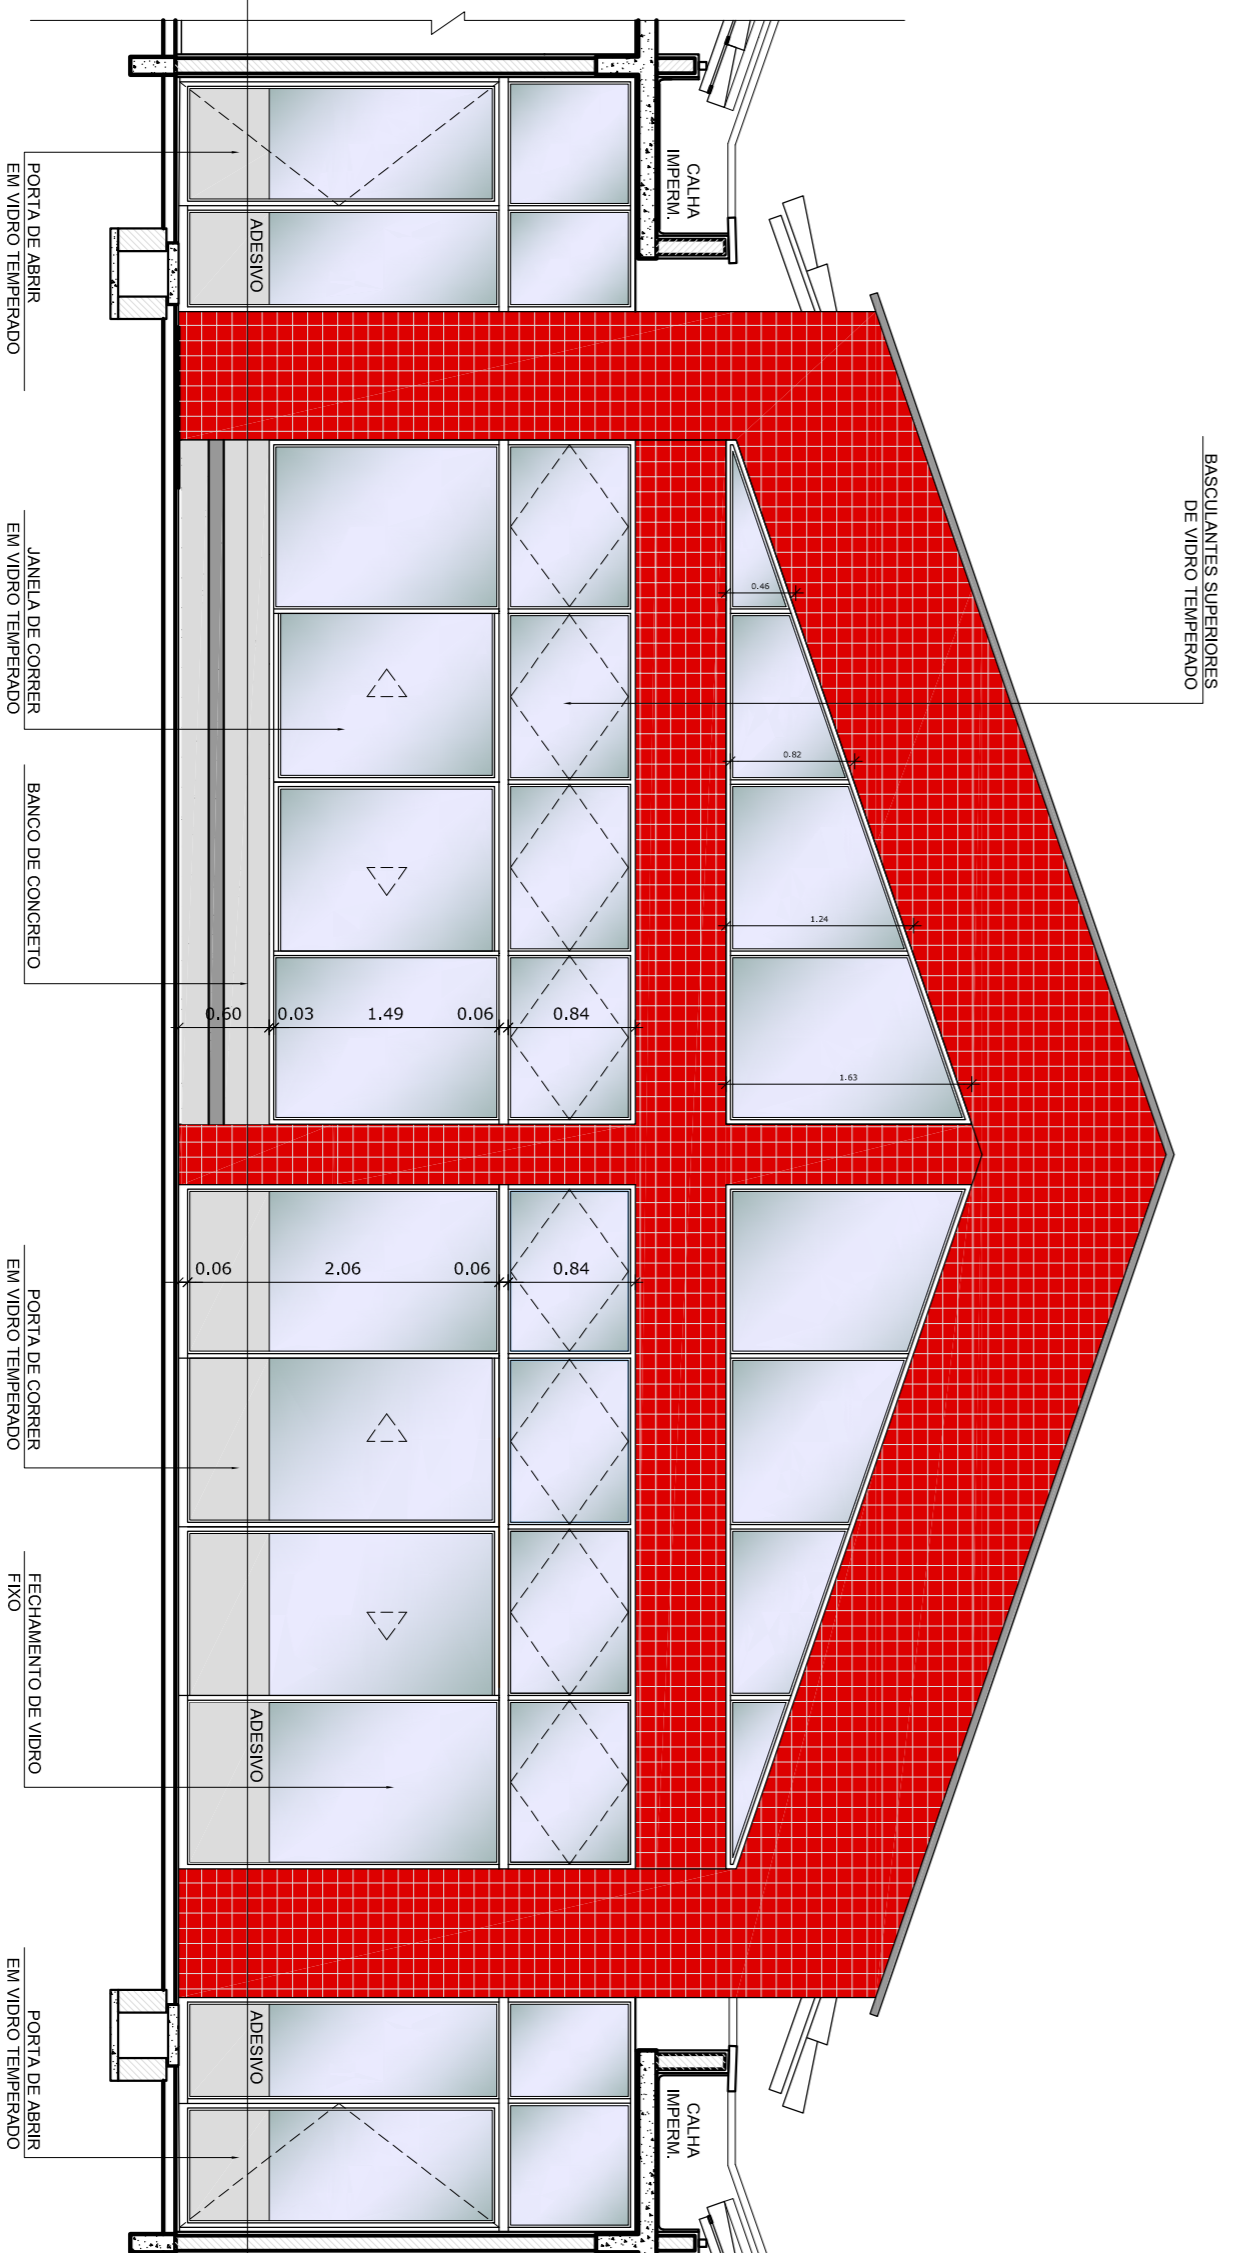 BASCULANTES SUPERIORES
DE VIDRO TEMPERADO
CALHA
IMPERM.
CALHA
IMPERM.
0.46
0.82
1.24
1.63
0.84
0.06
1.49
0.03
0.60
0.84
0.06
2.06
0.06
ADESIVO
ADESIVO
ADESIVO
PORTA DE ABRIR
EM VIDRO TEMPERADO
JANELA DE CORRER
EM VIDRO TEMPERADO
BANCO DE CONCRETO
PORTA DE CORRER
EM VIDRO TEMPERADO
FECHAMENTO DE VIDRO
FIXO
PORTA DE ABRIR
EM VIDRO TEMPERADO